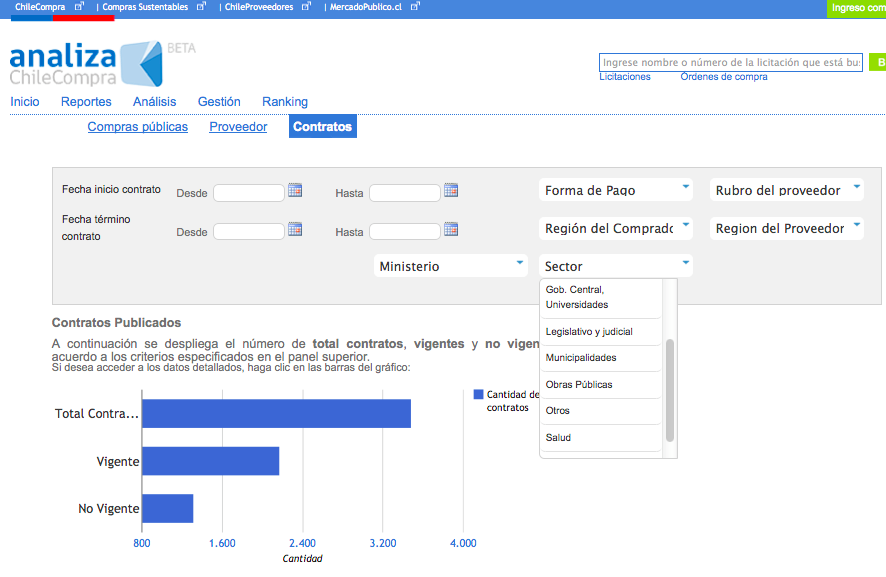 ChileCompra | Compras Sustentables | ChileProveedores | MercadoPublico.cl
Ingreso com
analiza BETA
ChileCompra
Ingrese nombre o número de la licitación que está bu:
B
Licitaciones Órdenes de compra
Inicio Reportes Análisis Gestión Ranking
Compras públicas Proveedor Contratos
Fecha inicio contrato Desde Hasta Forma de Pago Rubro del proveedor
Fecha término
contrato
Desde Hasta Región del Comprado Region del Proveedor
Ministerio Sector
Gob. Central,
Universidades
Legislativo y judicial
Municipalidades
Obras Públicas
Otros
Salud
Contratos Publicados
A continuación se despliega el número de total contratos, vigentes y no vigen
acuerdo a los criterios especificados en el panel superior.
Si desea acceder a los datos detallados, haga clic en las barras del gráfico:
Cantidad de
contratos
Total Contra...
Vigente
No Vigente
800 1.600 2.400 3.200 4.000
Cantidad